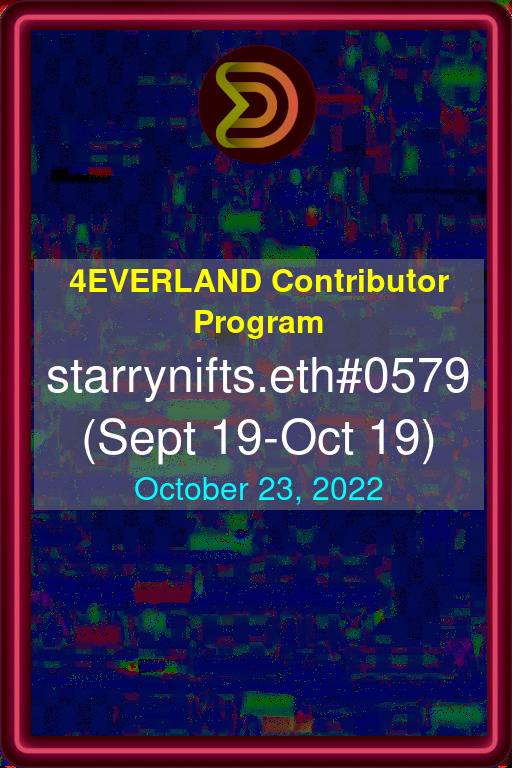 4EVERLAND Contributor
Program
starrynifts.eth#0579
(Sept 19-Oct 19)
October 23, 2022